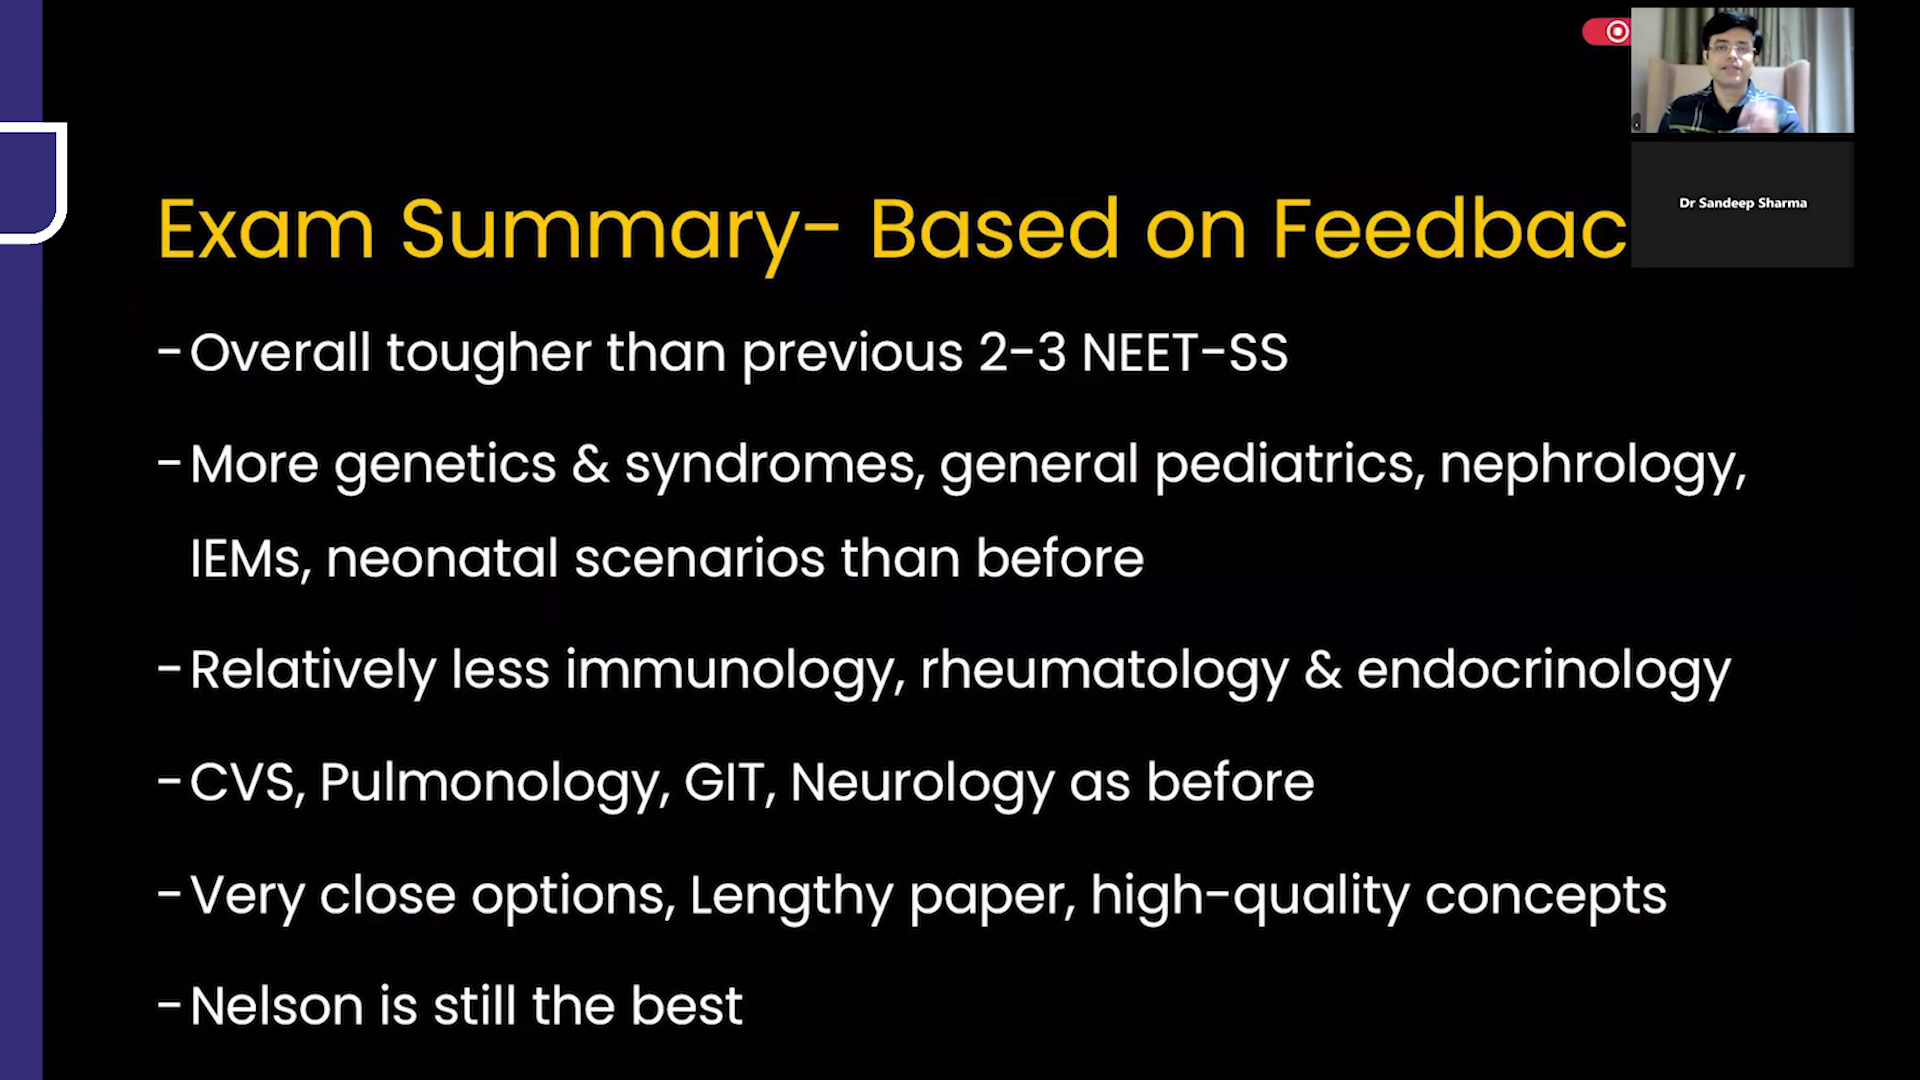 Exam Summary- Based on Feedbac
Dr Sandeep Sharma
-Overall tougher than previous 2-3 NEET-SS
-More genetics & syndromes, general pediatrics, nephrology,
IEMs, neonatal scenarios than before
-Relatively less immunology, rheumatology & endocrinology
-CVS, Pulmonology, GIT, Neurology as before
-Very close options, Lengthy paper, high-quality concepts
-Nelson is still the best